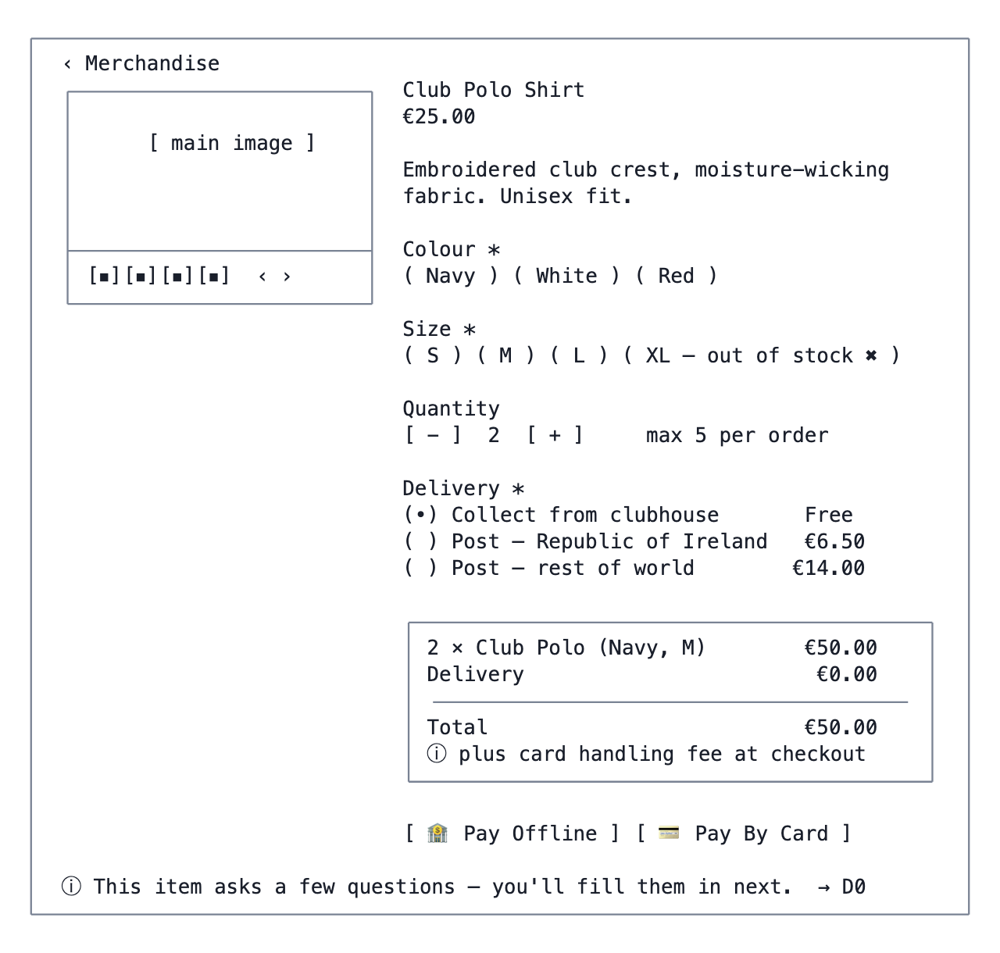 ‹ Merchandise
[ main image ]
[▪][▪][▪][▪] ‹ ›
Club Polo Shirt
€25.00
Embroidered club crest, moisture–wicking
fabric. Unisex fit.
Colour *
( Navy ) ( White ) ( Red )
Size *
( S ) ( M ) ( L ) ( XL — out of stock ✖ )
Quantity
[ − ] 2 [ + ] max 5 per order
Delivery *
(•) Collect from clubhouse Free
( ) Post — Republic of Ireland €6.50
( ) Post — rest of world €14.00
2 × Club Polo (Navy, M) €50.00
Delivery €0.00
Total €50.00
ⓘ plus card handling fee at checkout
[ 🏦 Pay Offline ] [ 💳 Pay By Card ]
ⓘ This item asks a few questions — you'll fill them in next. → D0